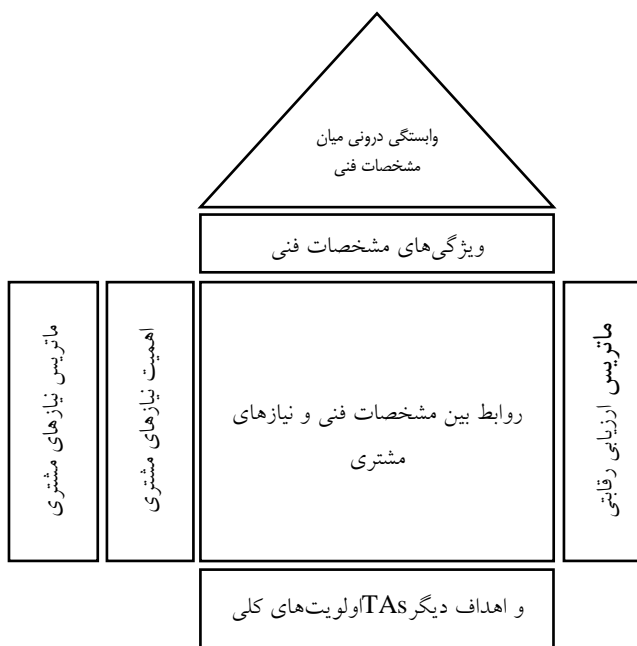 وابستگی درونی میان
مشخصات فنی
ویژگی‌های مشخصات فنی
ماتریس نیازهای مشتری
اهمیت نیازهای مشتری
روابط بین مشخصات فنی و نیازهای
مشتری
ماتریس ارزیابی رقابتی
و اهداف دیگر TAsاولویت‌های کلی